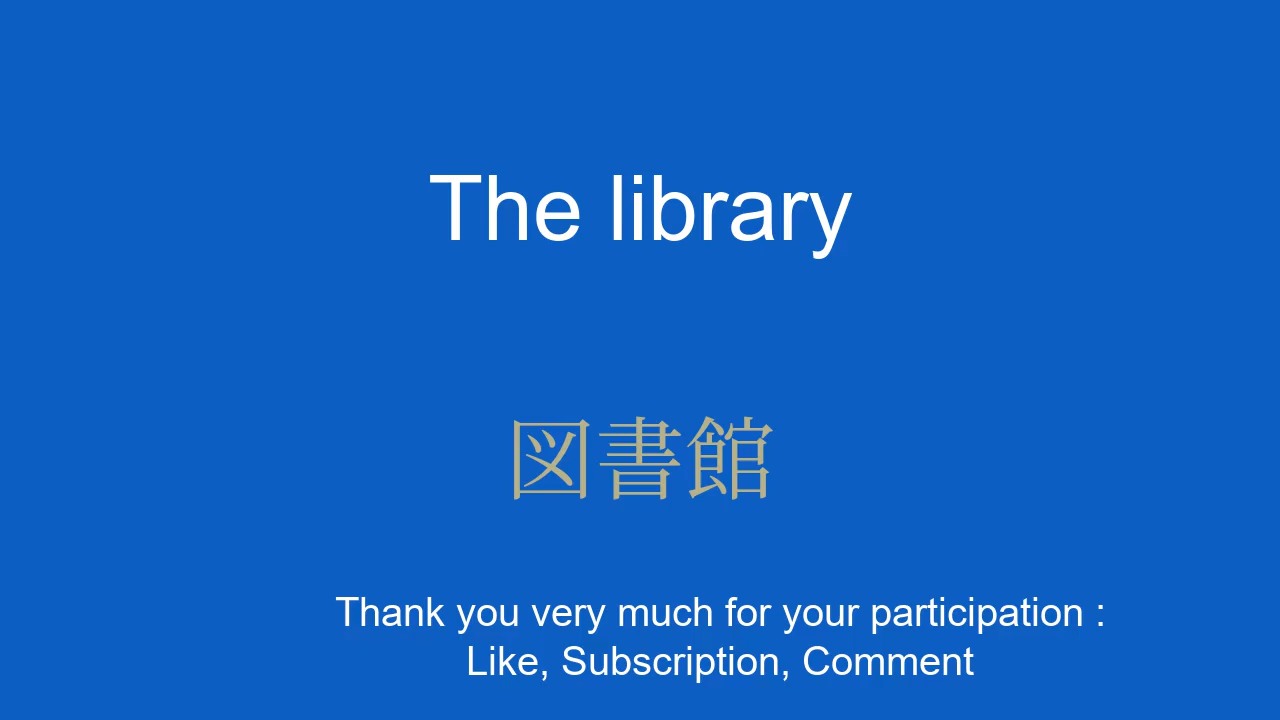 The library
図書館
Thank you very much for your participation :
Like, Subscription, Comment